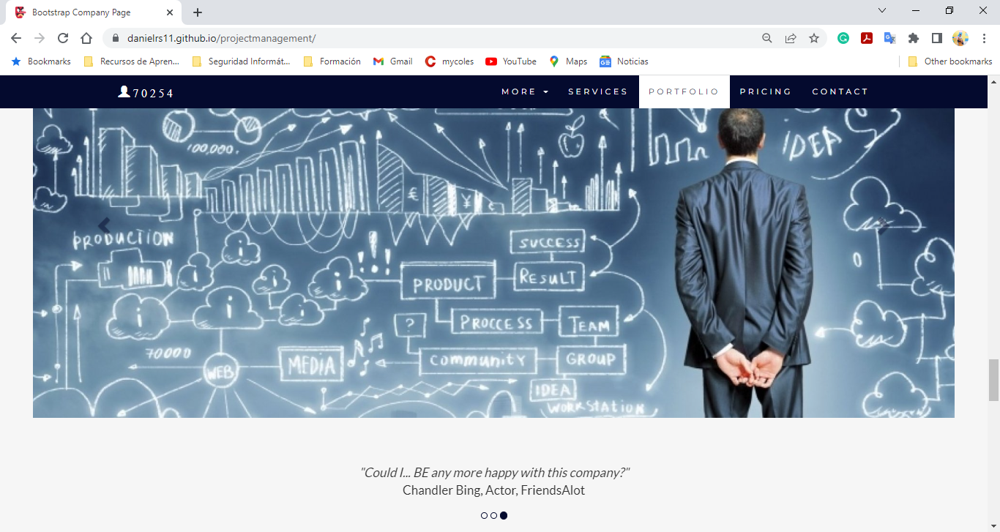 Bootstrap Company Page
danielrs11.github.io/projectmanagement/
Bookmarks Recursos de Apren... Seguridad Informát... Formación Gmail mycoles YouTube Maps Noticias Other bookmarks
70254 MORE SERVICES PORTFOLIO PRICING CONTACT
100,000.
IDEA
€ ¥ €
PRODUCTION
SUCCESS
!!!
PRODUCT
RESULT
i i i i i i i
? PROCCESS TEAM
70000
WEB
MEDIA
COMMUNITY GROUP
IDEA
WORKSTATION
"Could I... BE any more happy with this company?"
Chandler Bing, Actor, FriendsAlot